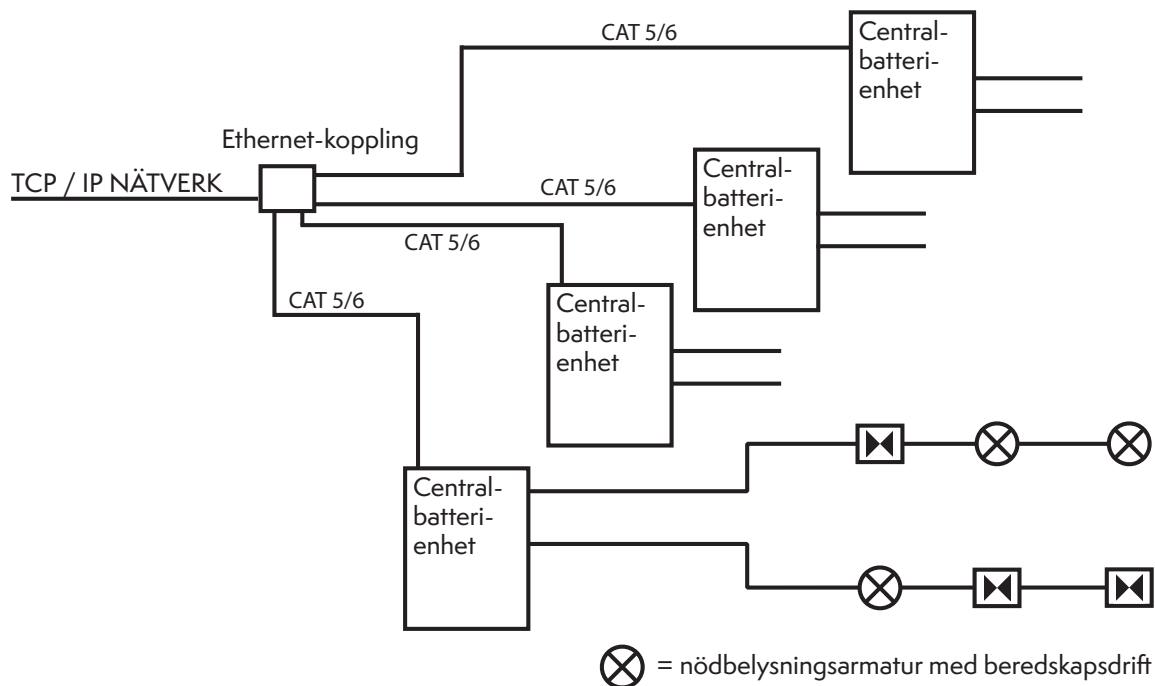 CAT 5/6
Central-
batteri-
enhet
Ethernet-koppling
TCP / IP NÄTVERK
CAT 5/6
Central-
batteri-
enhet
CAT 5/6
CAT 5/6
Central-
batteri-
enhet
Central-
batteri-
enhet
= nödbelysningsarmatur med beredskapsdrift